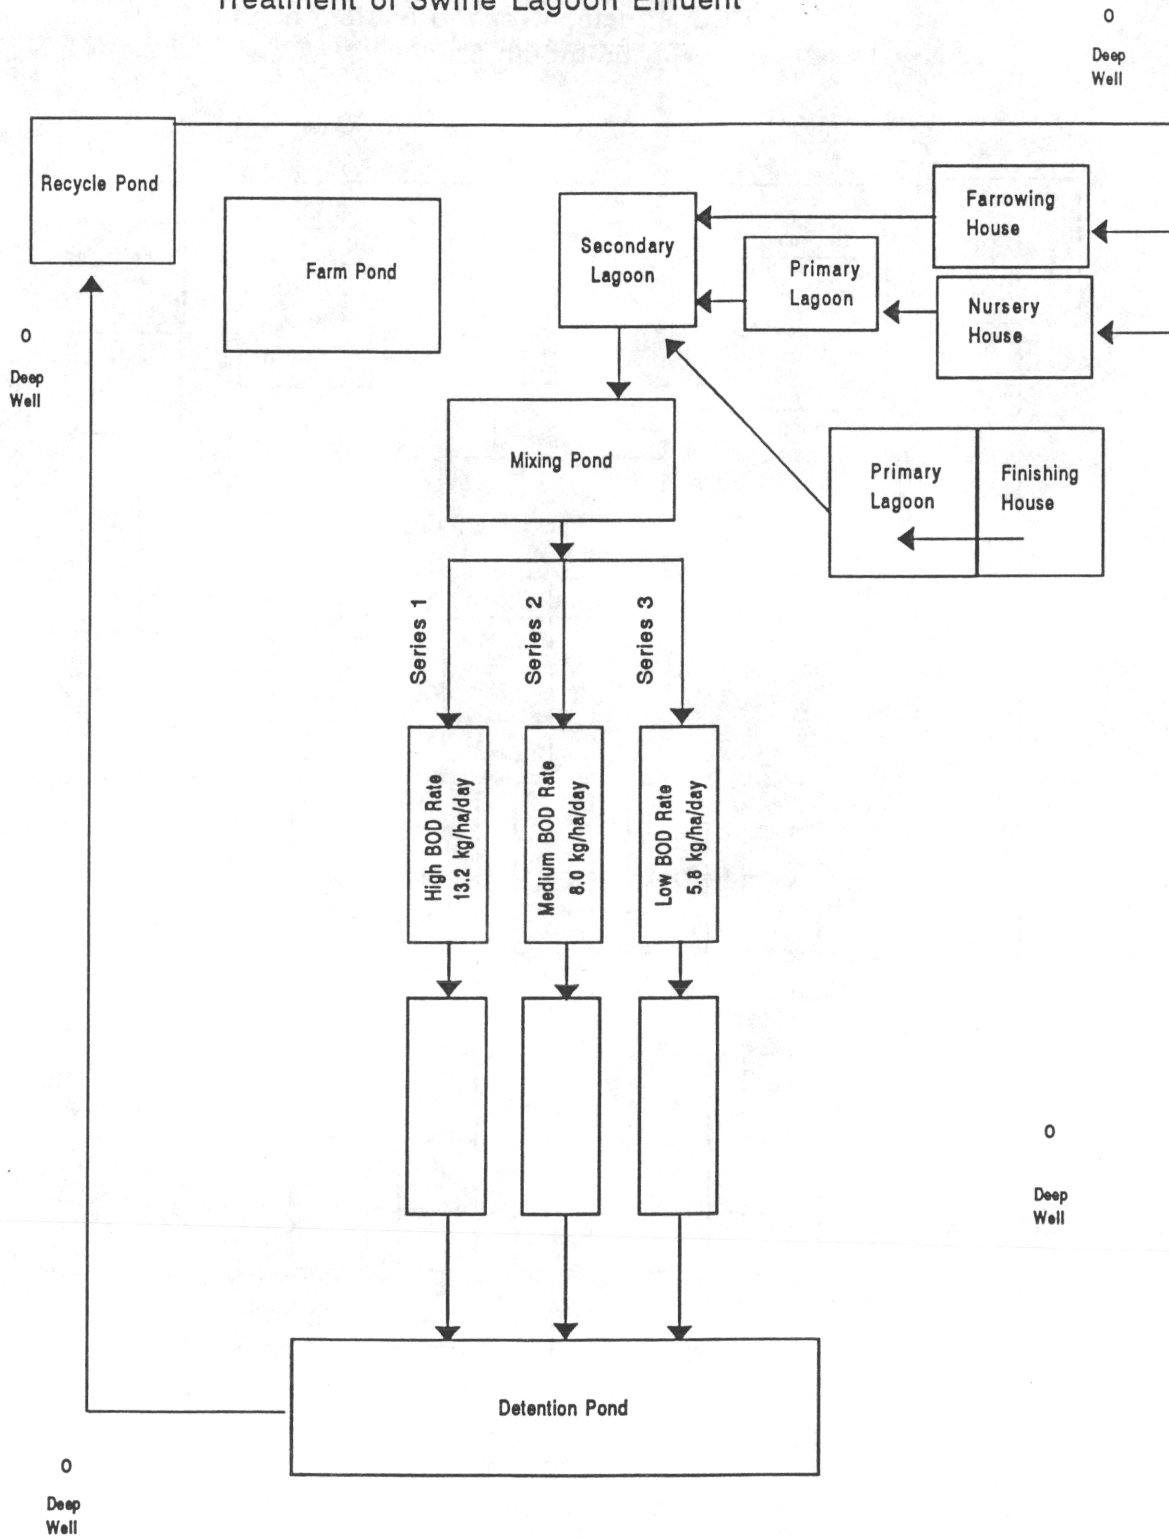 Treatment of Swine Lagoon Effluent
O
Deep
Well
Recycle Pond
Farm Pond
Secondary
Lagoon
Primary
Lagoon
Farrowing
House
Nursery
House
O
Deep
Well
Mixing Pond
Primary
Lagoon
Finishing
House
Series 1
Series 2
Series 3
High BOD Rate
13.2 kg/ha/day
Medium BOD Rate
8.0 kg/ha/day
Low BOD Rate
5.8 kg/ha/day
O
Deep
Well
Detention Pond
O
Deep
Well